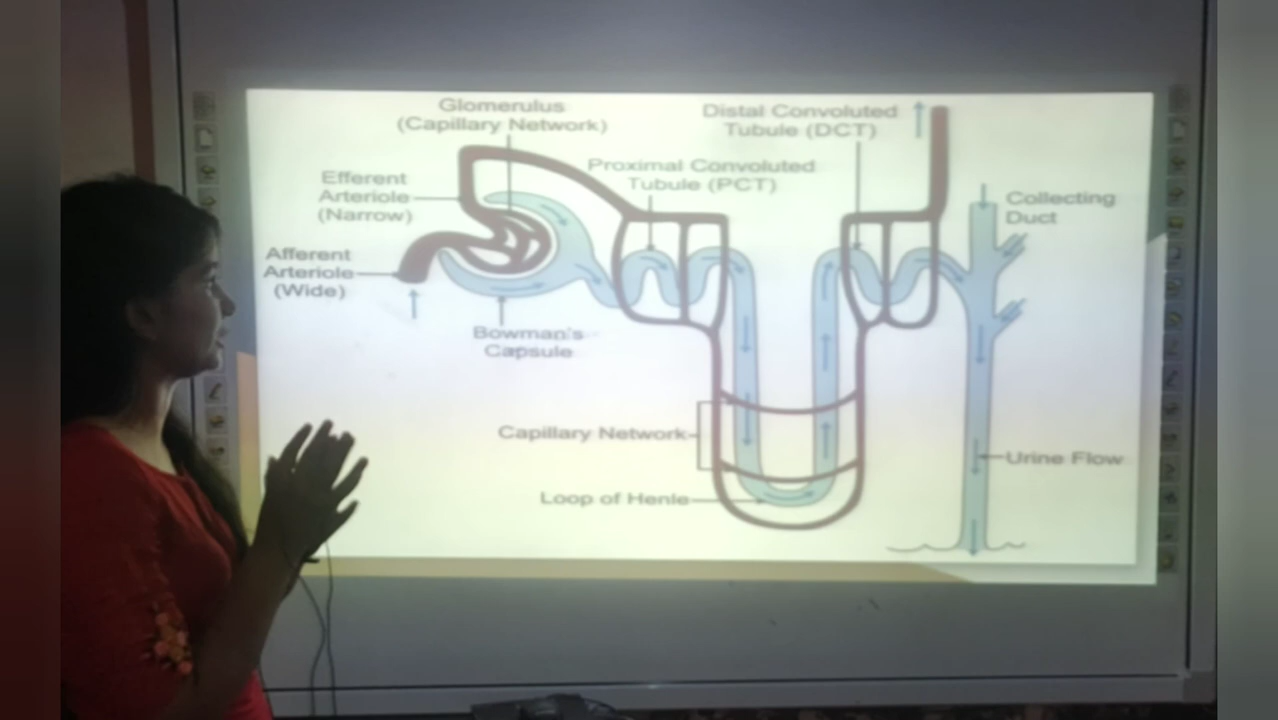 Glomerulus
(Capillary Network)
Distal Convoluted
Tubule (DCT)
Proximal Convoluted
Tubule (PCT)
Efferent
Arteriole
(Narrow)
Collecting
Duct
Afferent
Arteriole
(Wide)
Bowman's
Capsule
Capillary Network
Urine Flow
Loop of Henle